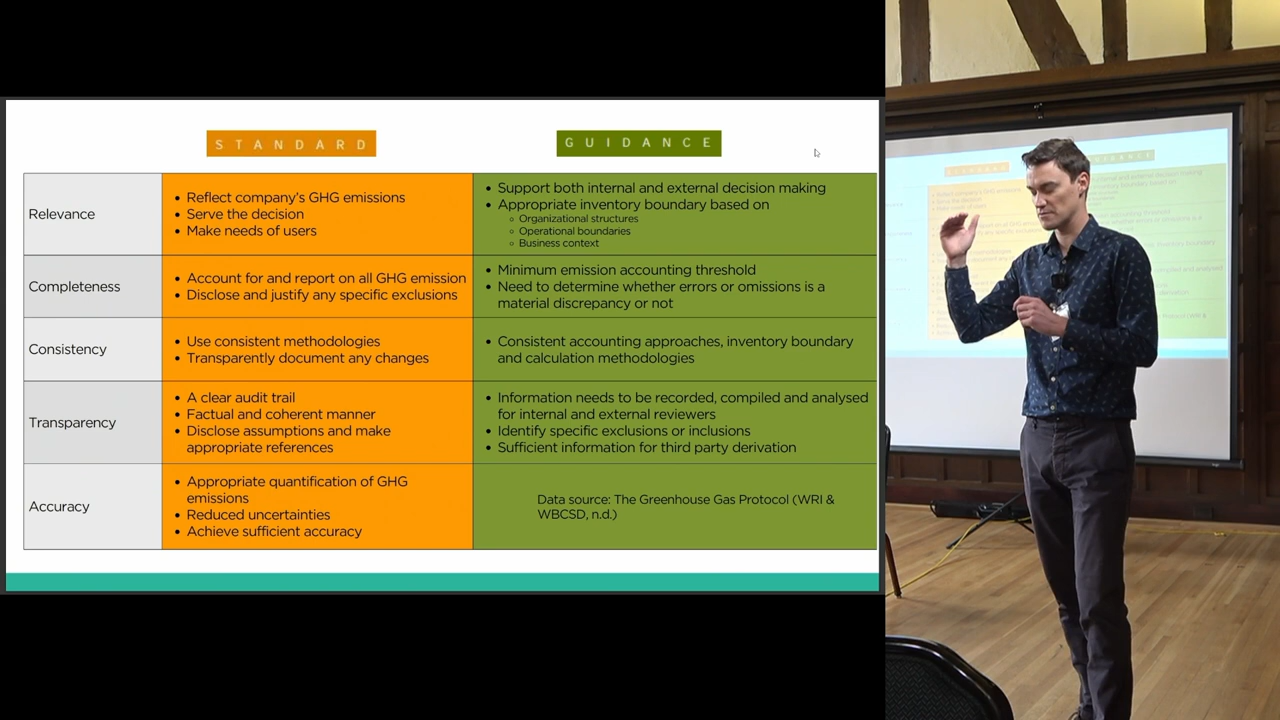 STANDARD
GUIDANCE
Relevance
• Reflect company's GHG emissions
• Serve the decision
• Make needs of users
• Support both internal and external decision making
• Appropriate inventory boundary based on
○ Organizational structures
○ Operational boundaries
○ Business context
Completeness
• Account for and report on all GHG emission
• Disclose and justify any specific exclusions
• Minimum emission accounting threshold
• Need to determine whether errors or omissions is a
material discrepancy or not
Consistency
• Use consistent methodologies
• Transparently document any changes
• Consistent accounting approaches, inventory boundary
and calculation methodologies
Transparency
• A clear audit trail
• Factual and coherent manner
• Disclose assumptions and make
appropriate references
• Information needs to be recorded, compiled and analysed
for internal and external reviewers
• Identify specific exclusions or inclusions
• Sufficient information for third party derivation
Accuracy
• Appropriate quantification of GHG
emissions
• Reduced uncertainties
• Achieve sufficient accuracy
Data source: The Greenhouse Gas Protocol (WRI &
WBCSD, n.d.)